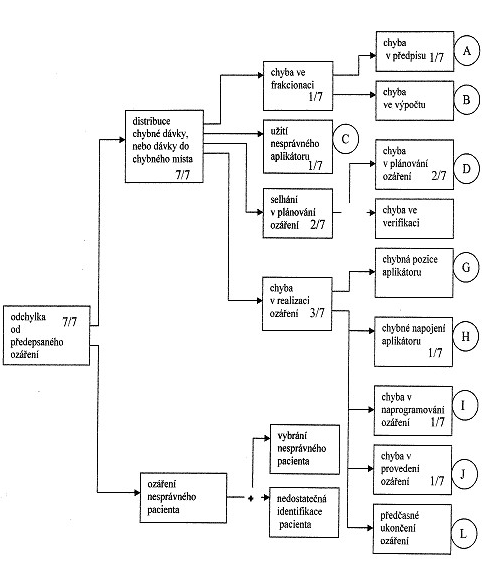 chyba
v předpisu 1/7
A
chyba ve
frakcionaci
1/7
chyba
ve výpočtu
B
distribuce
chybné dávky,
nebo dávky do
chybného místa
7/7
užití
nesprávného
aplikátoru
1/7
C
chyba
v plánování
ozáření 2/7
D
selhání
v plánování
ozáření 2/7
chyba ve
verifikaci
chybná pozice
aplikátoru
G
chyba
v realizaci
ozáření 3/7
odchylka 7/7
od
předepsaného
ozáření
chybné napojení
aplikátoru
1/7
H
chyba v
naprogramování
ozáření 1/7
I
vybrání
nesprávného
pacienta
chyba v
provedení
ozáření 1/7
J
ozáření
nesprávného
pacienta
+
nedostatečná
identifikace
pacienta
předčasné
ukončení
ozáření
L